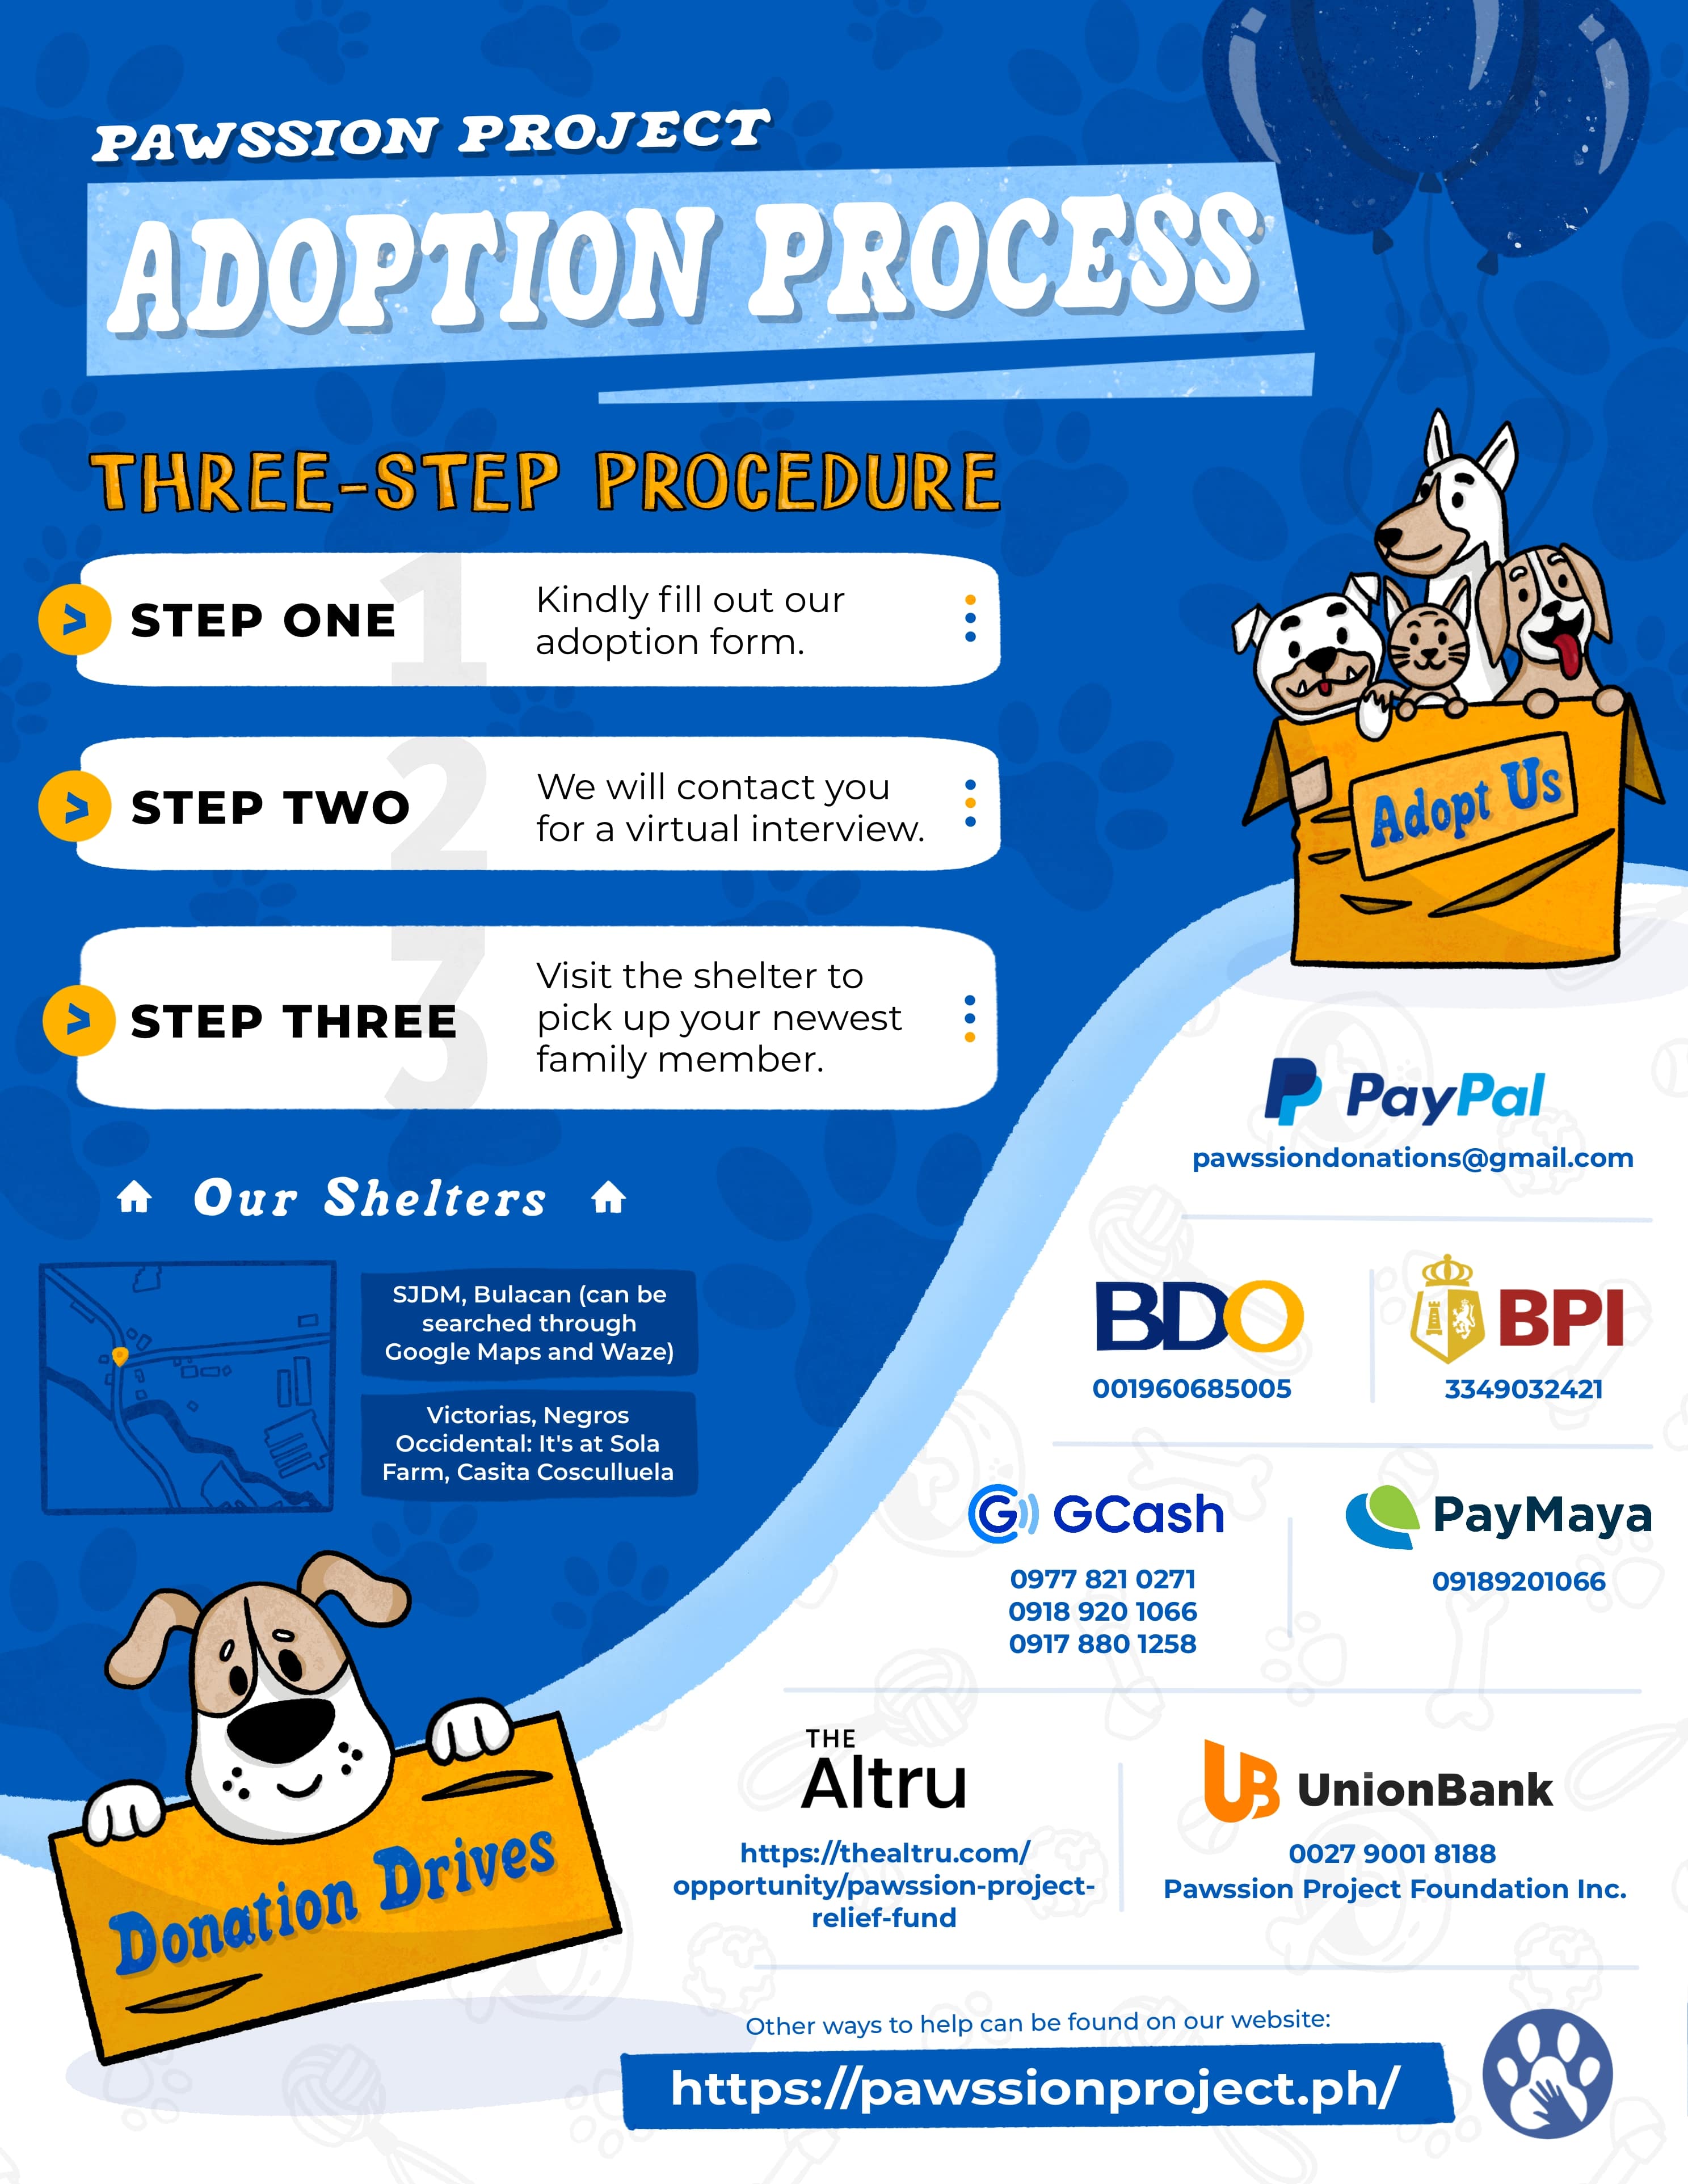 PAWSSION PROJECT
ADOPTION PROCESS
THREE-STEP PROCEDURE
1
STEP ONE
Kindly fill out our
adoption form.
2
STEP TWO
We will contact you
for a virtual interview.
3
STEP THREE
Visit the shelter to
pick up your newest
family member.
Adopt Us
Our Shelters
SJDM, Bulacan (can be
searched through
Google Maps and Waze)
Victorias, Negros
Occidental: It's at Sola
Farm, Casita Cosculluela
Donation Drives
PayPal
pawssiondonations@gmail.com
BDO
001960685005
BPI
3349032421
GCash
0977 821 0271
0918 920 1066
0917 880 1258
PayMaya
09189201066
THE
Altru
https://thealtru.com/
opportunity/pawssion-project-
relief-fund
UB UnionBank
0027 9001 8188
Pawssion Project Foundation Inc.
Other ways to help can be found on our website:
https://pawssionproject.ph/